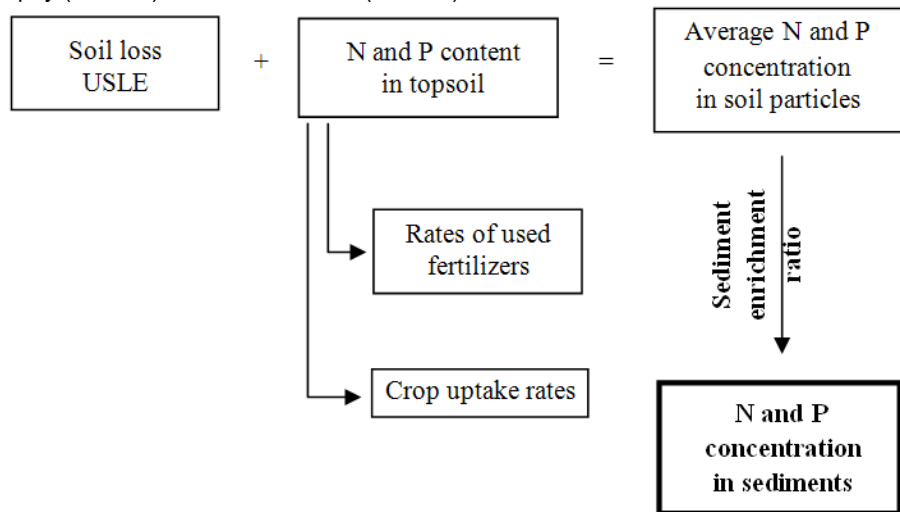 Soil loss
USLE
+
N and P content
in topsoil
=
Average N and P
concentration
in soil particles
Rates of used
fertilizers
Sediment
enrichment
ratio
Crop uptake rates
N and P
concentration
in sediments